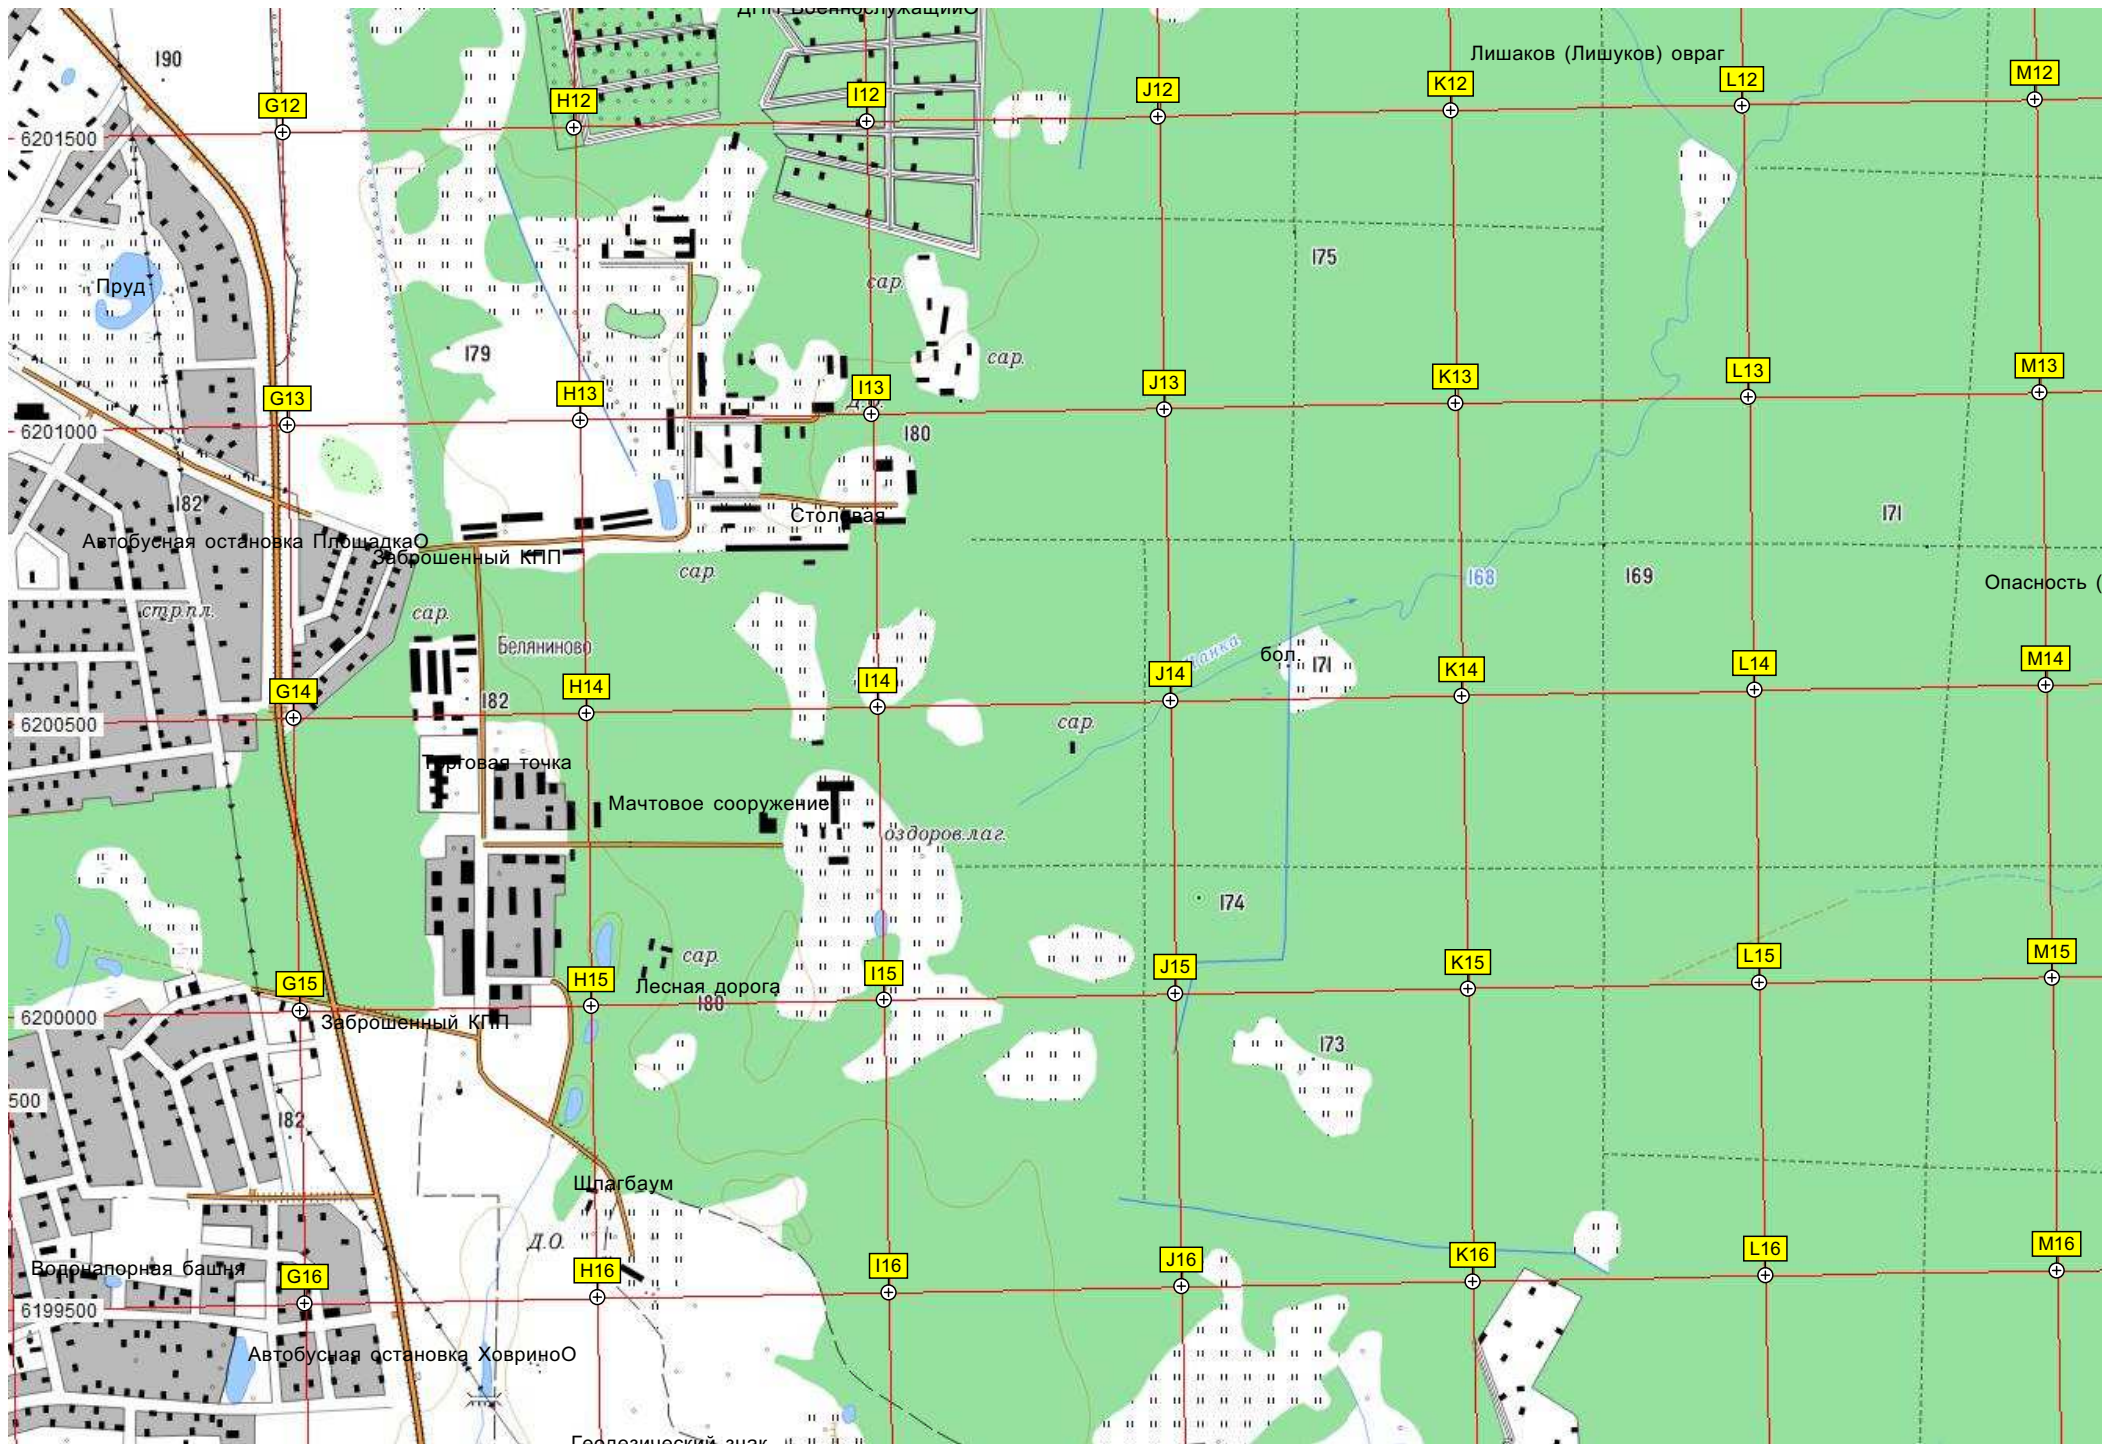 ДНП ВоеннослужащийО
190
Лишаков (Лишуков) овраг
G12
H12
I12
J12
K12
L12
M12
6201500
175
сар.
Пруд
179
сар.
G13
H13
I13
J13
K13
L13
M13
Д.О.
6201000
180
182
171
Столовая
Автобусная остановка ПлощадкаО
Заброшенный КПП
сар.
168
169
Опасность (
стр.пл.
сар.
Беляниново
бол.
171
G14
H14
I14
J14
K14
L14
M14
182
6200500
сар.
Торговая точка
Мачтовое сооружение
оздоров.лаг.
174
сар.
G15
H15
I15
J15
K15
L15
M15
Лесная дорога
180
6200000
Заброшенный КПП
173
500
182
Шлагбаум
Д.О.
Водонапорная башня
G16
H16
I16
J16
K16
L16
M16
6199500
Автобусная остановка ХовриноО
Геодезический знак